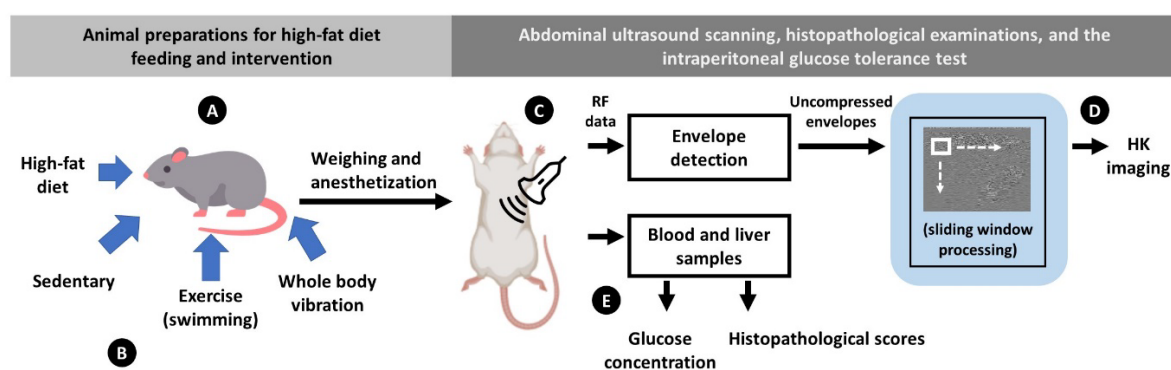 Animal preparations for high-fat diet
feeding and intervention
Abdominal ultrasound scanning, histopathological examinations, and the
intraperitoneal glucose tolerance test
A
High-fat
diet
Sedentary
Exercise
(swimming)
Whole body
vibration
B
Weighing and
anesthetization
C
RF
data
Envelope
detection
Uncompressed
envelopes
(sliding window
processing)
D
HK
imaging
Blood and liver
samples
E
Glucose
concentration
Histopathological scores